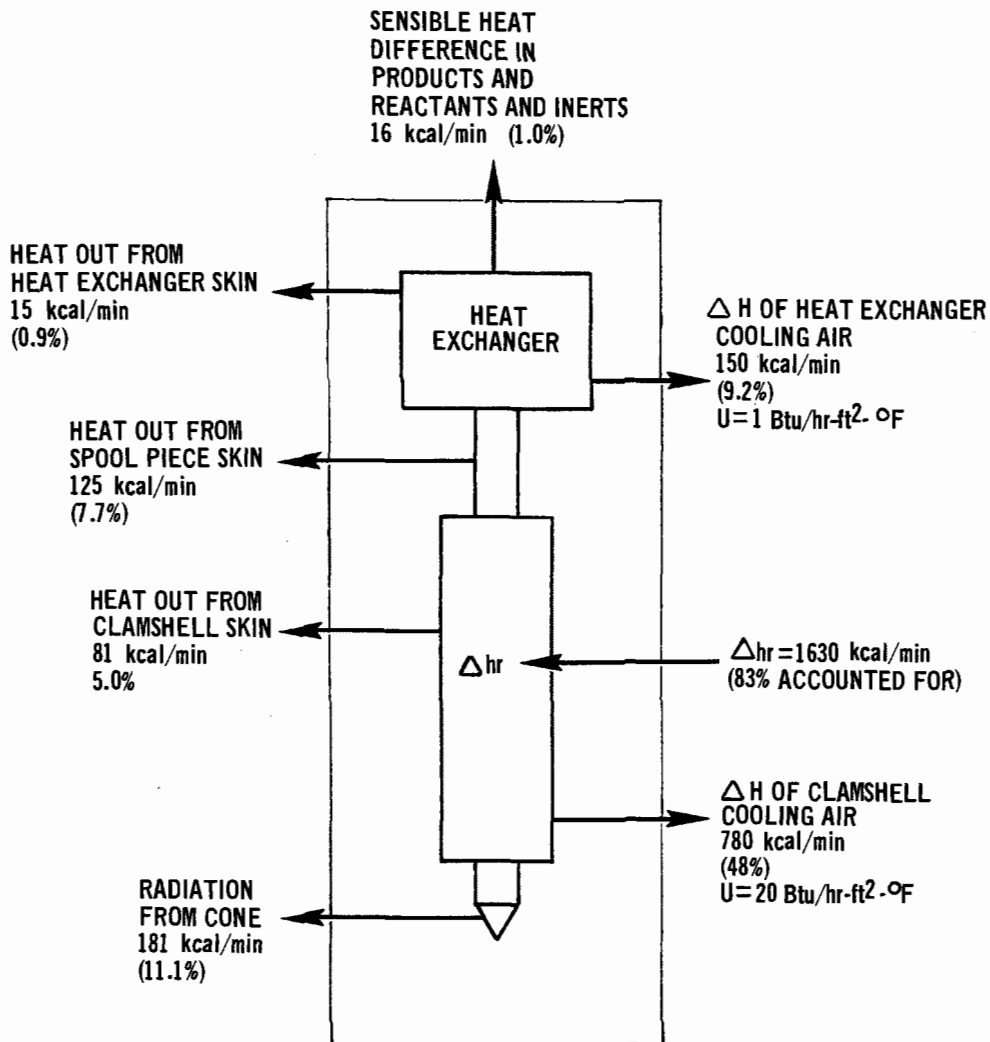 SENSIBLE HEAT
DIFFERENCE IN
PRODUCTS AND
REACTANTS AND INERTS
16 kcal/min (1.0%)
HEAT OUT FROM
HEAT EXCHANGER SKIN
15 kcal/min
(0.9%)
HEAT
EXCHANGER
△ H OF HEAT EXCHANGER
COOLING AIR
150 kcal/min
(9.2%)
U=1 Btu/hr-ft²-°F
HEAT OUT FROM
SPOOL PIECE SKIN
125 kcal/min
(7.7%)
HEAT OUT FROM
CLAMSHELL SKIN
81 kcal/min
5.0%
△hr
△hr=1630 kcal/min
(83% ACCOUNTED FOR)
△ H OF CLAMSHELL
COOLING AIR
780 kcal/min
(48%)
U=20 Btu/hr-ft²-°F
RADIATION
FROM CONE
181 kcal/min
(11.1%)